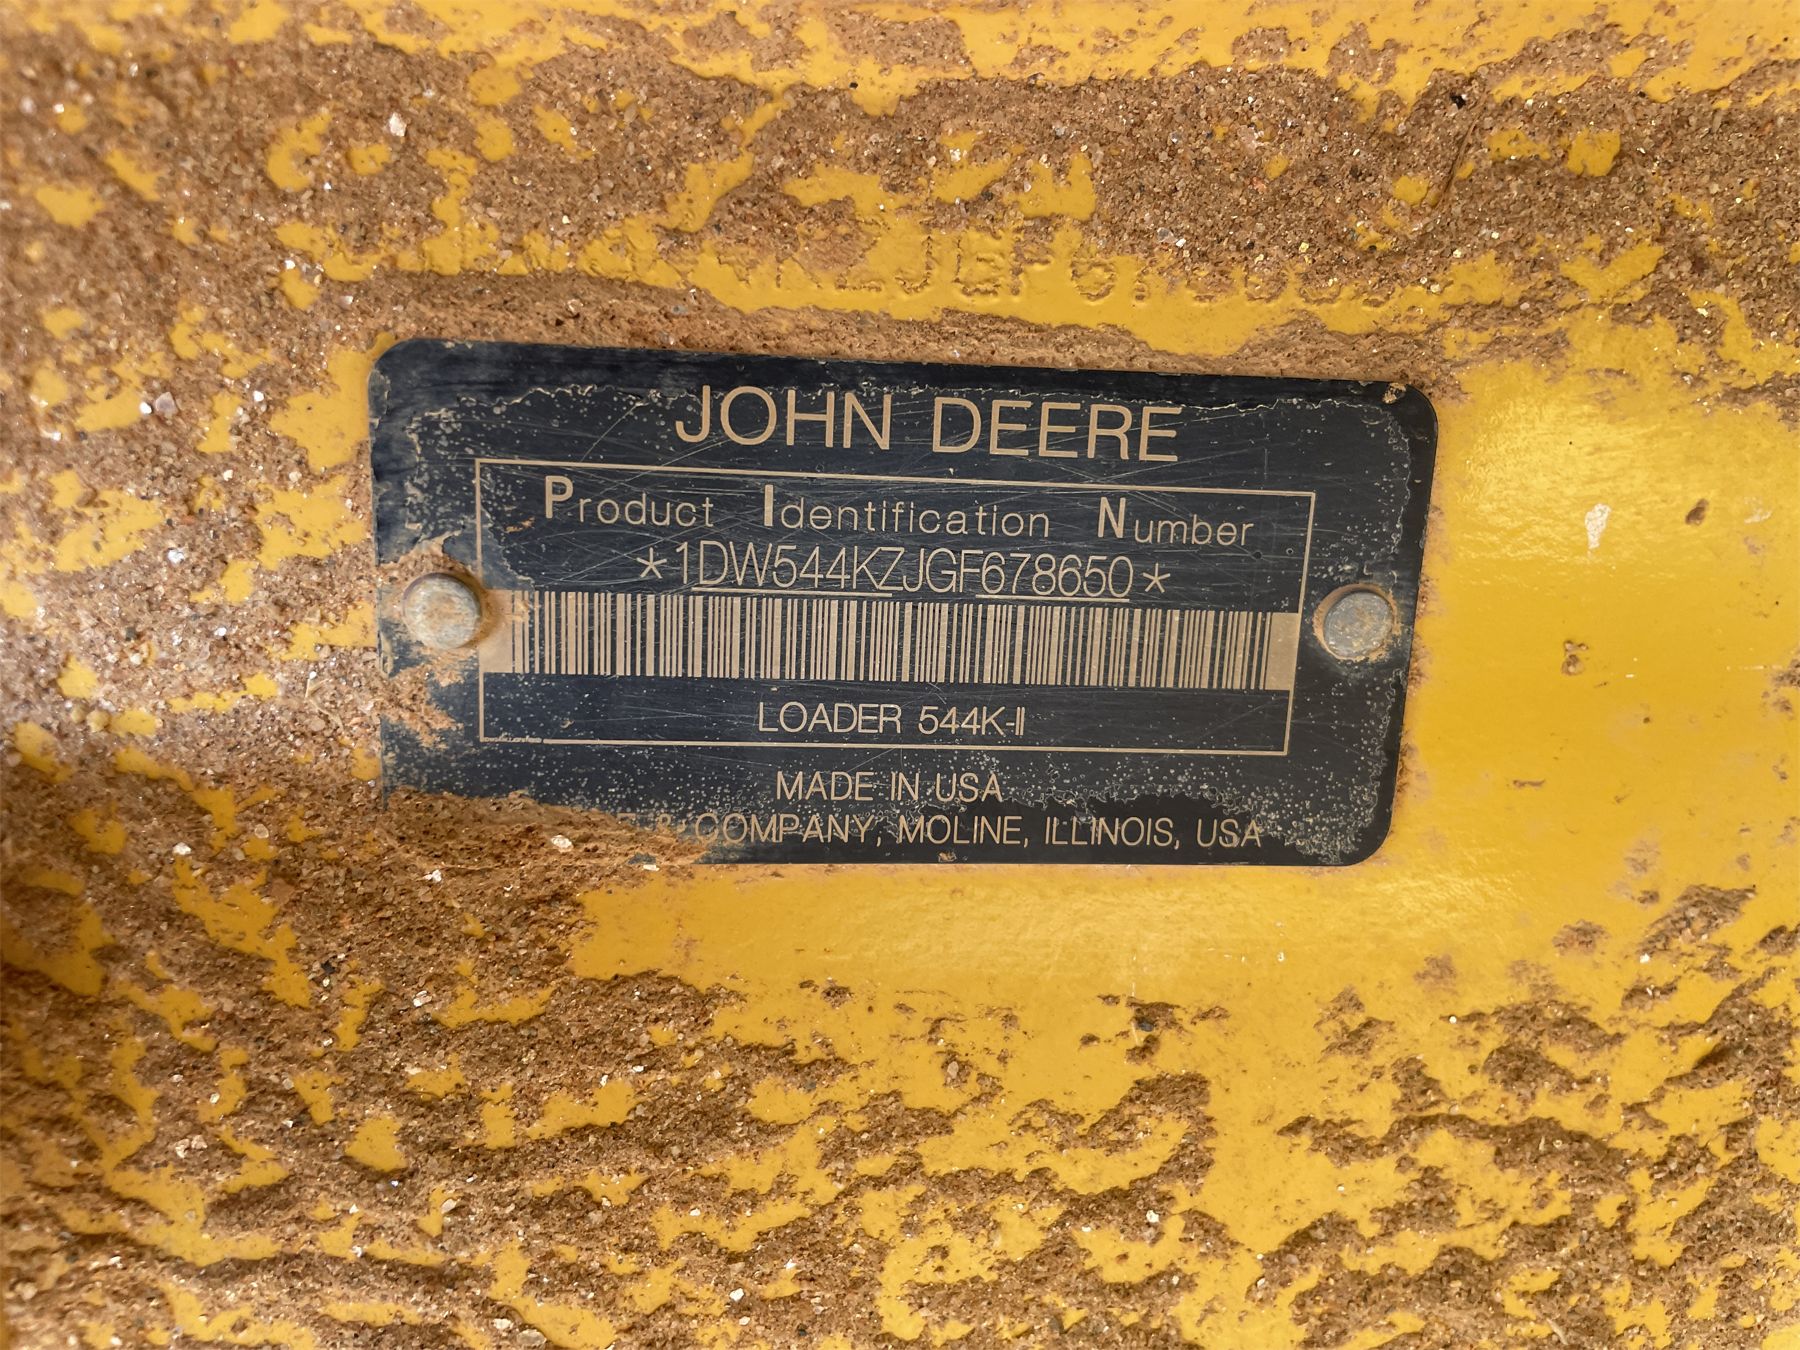 JOHN DEERE
Product Identification Number
*1DW544KZJGF678650*
LOADER 544K-II
MADE IN USA
& COMPANY, MOLINE, ILLINOIS, USA